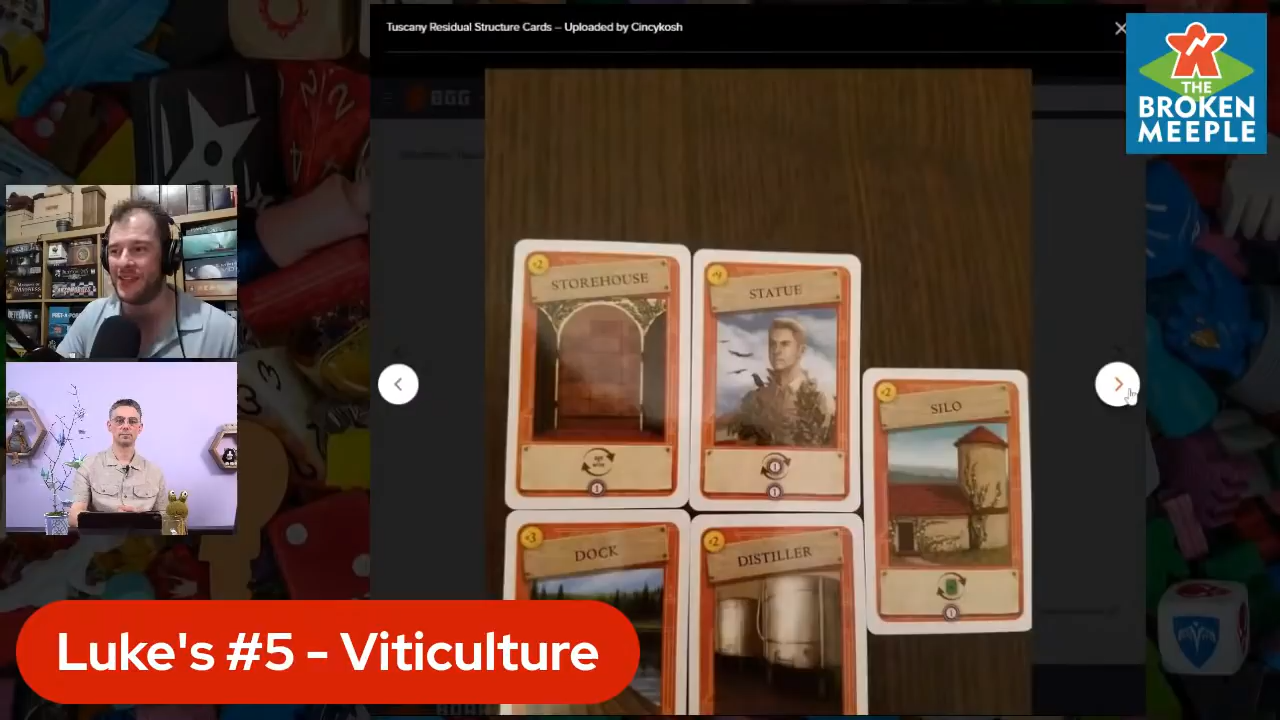 Tuscany Residual Structure Cards – Uploaded by Cincykosh
THE
BROKEN
MEEPLE
STOREHOUSE
STATUE
SILO
DOCK
DISTILLER
Luke's #5 - Viticulture